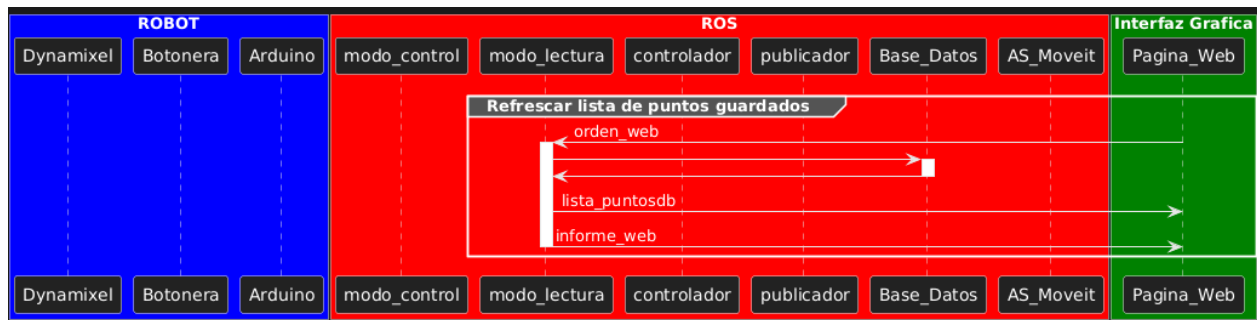 ROBOT ROS Interfaz Grafica
Dynamixel Botonera Arduino modo_control modo_lectura controlador publicador Base_Datos AS_Moveit Pagina_Web
Refrescar lista de puntos guardados
orden_web
lista_puntosdb
informe_web
Dynamixel Botonera Arduino modo_control modo_lectura controlador publicador Base_Datos AS_Moveit Pagina_Web